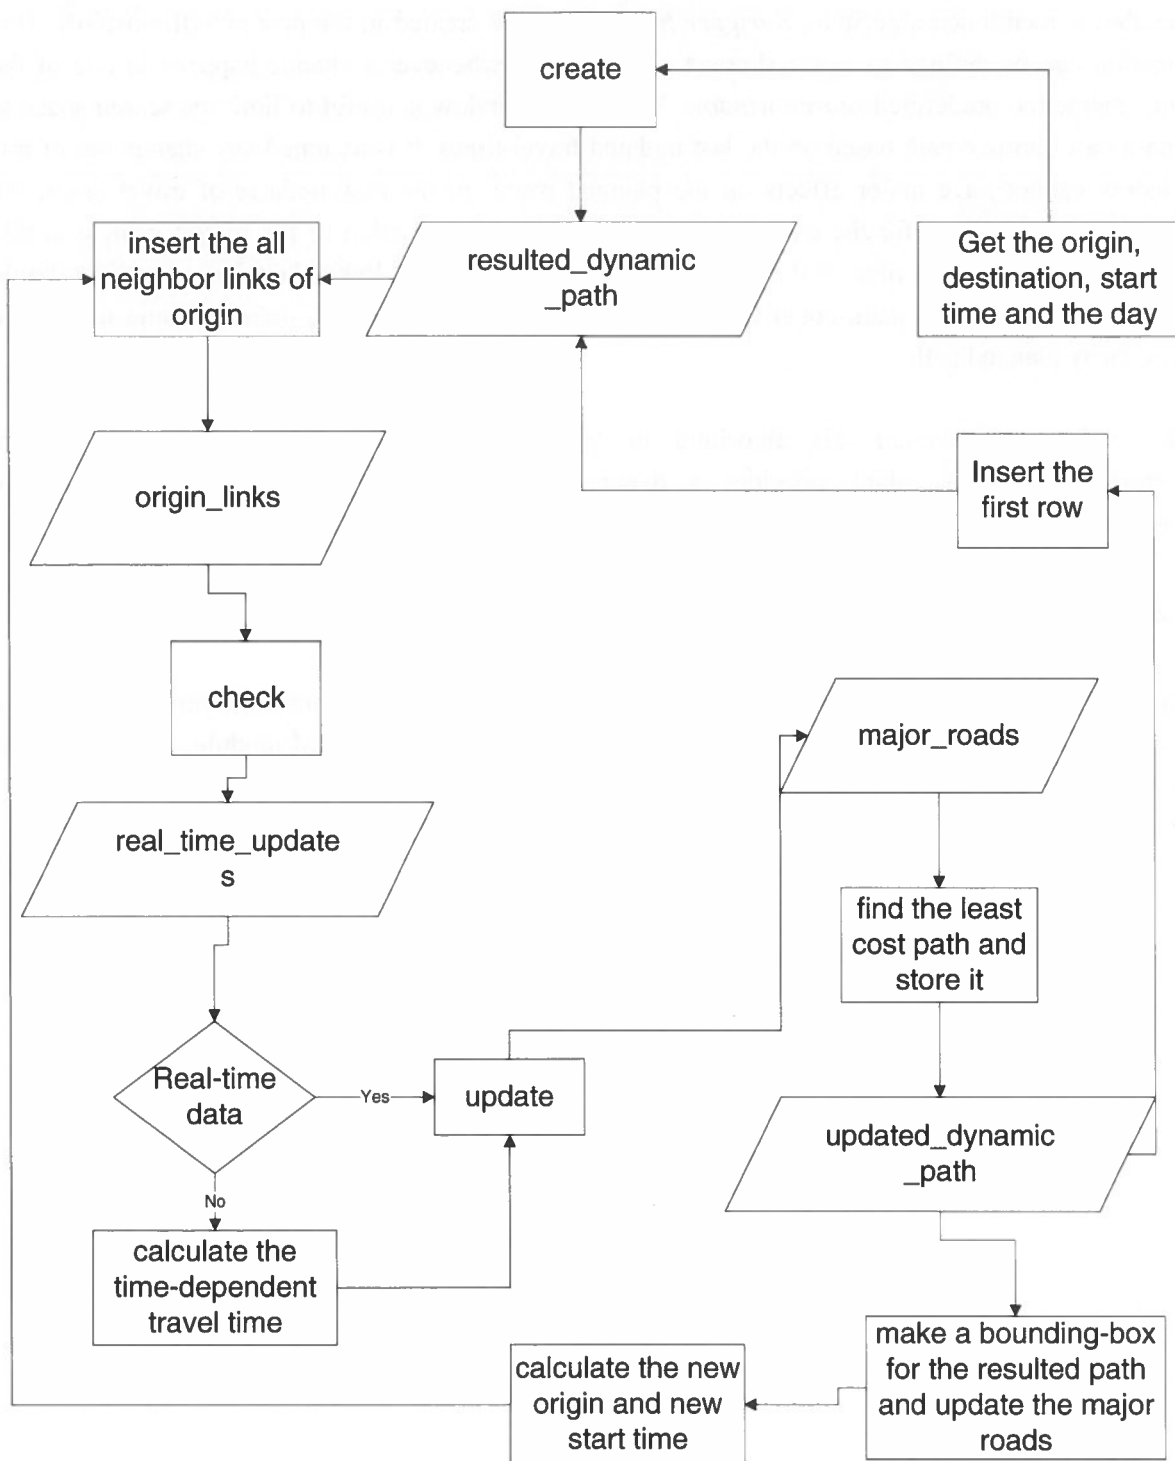 create
insert the all
neighbor links of
origin
resulted_dynamic
_path
Get the origin,
destination, start
time and the day
origin_links
Insert the
first row
check
major_roads
real_time_update
s
find the least
cost path and
store it
Real-time
data
Yes
update
updated_dynamic
_path
No
calculate the
time-dependent
travel time
calculate the new
origin and new
start time
make a bounding-box
for the resulted path
and update the major
roads